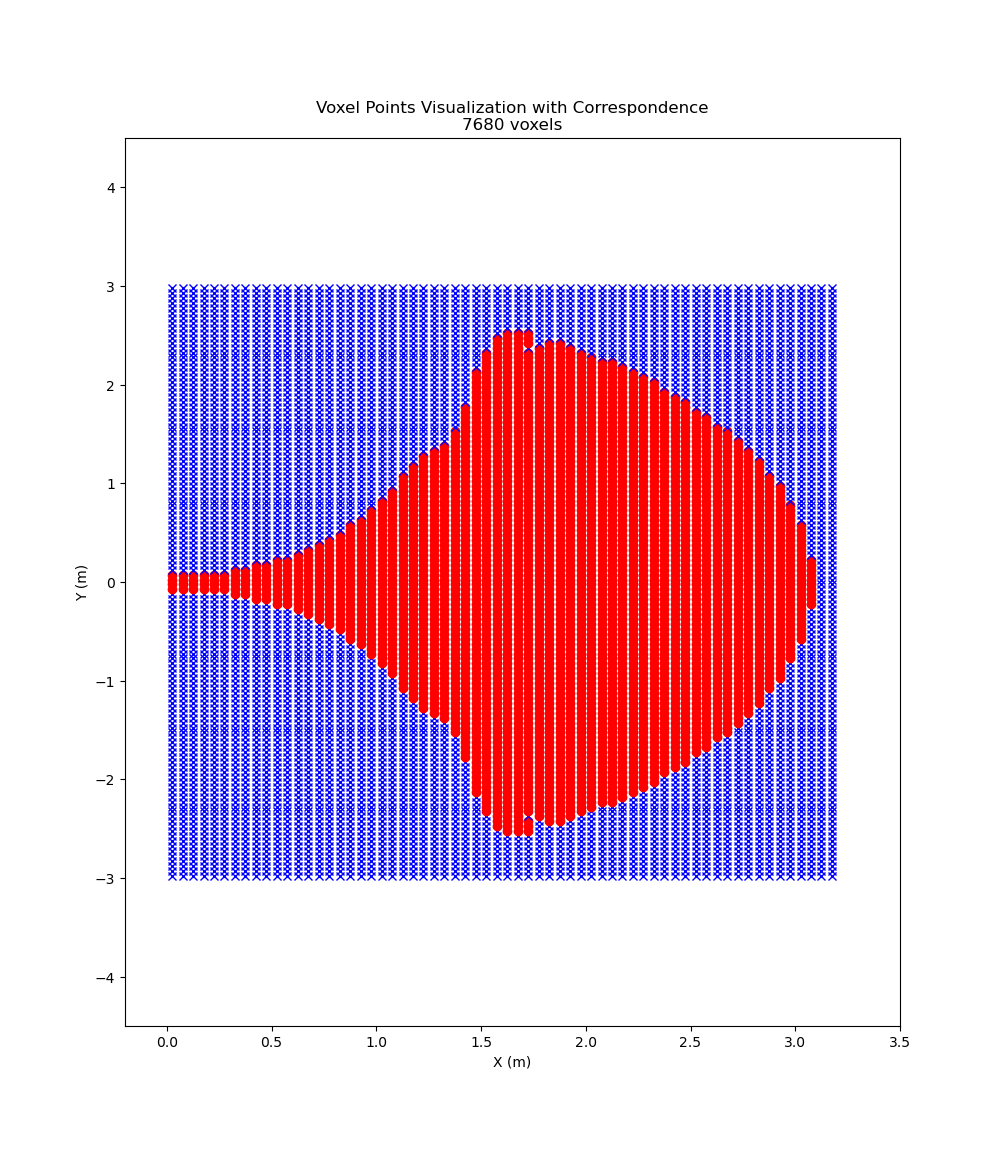 Voxel Points Visualization with Correspondence
7680 voxels
4
3
2
1
0
−1
−2
−3
−4
Y (m)
0.0 0.5 1.0 1.5 2.0 2.5 3.0 3.5
X (m)